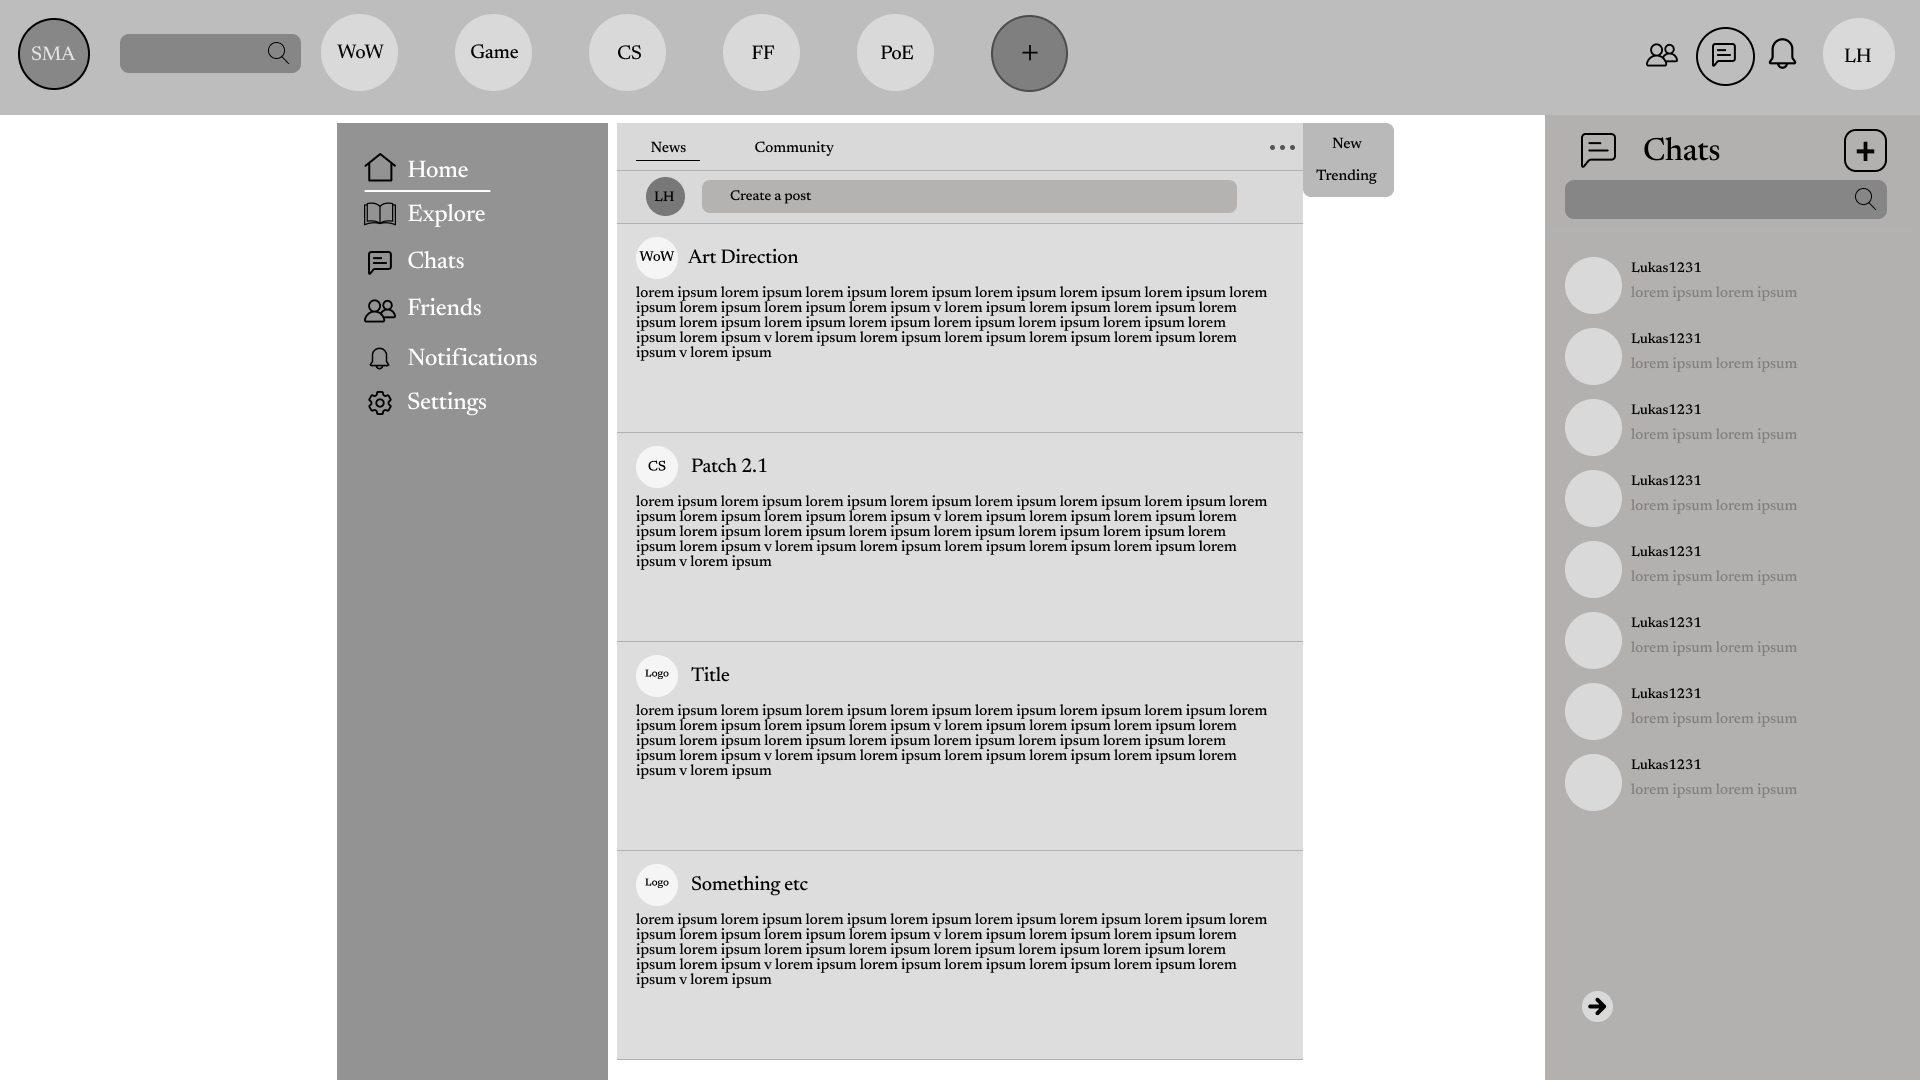 SMA
WoW
Game
CS
FF
PoE
+
LH
Home
Explore
Chats
Friends
Notifications
Settings
News
Community
New
Trending
LH
Create a post
WoW
Art Direction
lorem ipsum lorem ipsum lorem ipsum lorem ipsum lorem ipsum lorem ipsum lorem ipsum lorem
ipsum lorem ipsum lorem ipsum lorem ipsum v lorem ipsum lorem ipsum lorem ipsum lorem
ipsum lorem ipsum lorem ipsum lorem ipsum lorem ipsum lorem ipsum lorem ipsum lorem
ipsum lorem ipsum v lorem ipsum lorem ipsum lorem ipsum lorem ipsum lorem ipsum lorem
ipsum v lorem ipsum
CS
Patch 2.1
lorem ipsum lorem ipsum lorem ipsum lorem ipsum lorem ipsum lorem ipsum lorem ipsum lorem
ipsum lorem ipsum lorem ipsum lorem ipsum v lorem ipsum lorem ipsum lorem ipsum lorem
ipsum lorem ipsum lorem ipsum lorem ipsum lorem ipsum lorem ipsum lorem ipsum lorem
ipsum lorem ipsum v lorem ipsum lorem ipsum lorem ipsum lorem ipsum lorem ipsum lorem
ipsum v lorem ipsum
Logo
Title
lorem ipsum lorem ipsum lorem ipsum lorem ipsum lorem ipsum lorem ipsum lorem ipsum lorem
ipsum lorem ipsum lorem ipsum lorem ipsum v lorem ipsum lorem ipsum lorem ipsum lorem
ipsum lorem ipsum lorem ipsum lorem ipsum lorem ipsum lorem ipsum lorem ipsum lorem
ipsum lorem ipsum v lorem ipsum lorem ipsum lorem ipsum lorem ipsum lorem ipsum lorem
ipsum v lorem ipsum
Logo
Something etc
lorem ipsum lorem ipsum lorem ipsum lorem ipsum lorem ipsum lorem ipsum lorem ipsum lorem
ipsum lorem ipsum lorem ipsum lorem ipsum v lorem ipsum lorem ipsum lorem ipsum lorem
ipsum lorem ipsum lorem ipsum lorem ipsum lorem ipsum lorem ipsum lorem ipsum lorem
ipsum lorem ipsum v lorem ipsum lorem ipsum lorem ipsum lorem ipsum lorem ipsum lorem
ipsum v lorem ipsum
Chats
Lukas1231
lorem ipsum lorem ipsum
Lukas1231
lorem ipsum lorem ipsum
Lukas1231
lorem ipsum lorem ipsum
Lukas1231
lorem ipsum lorem ipsum
Lukas1231
lorem ipsum lorem ipsum
Lukas1231
lorem ipsum lorem ipsum
Lukas1231
lorem ipsum lorem ipsum
Lukas1231
lorem ipsum lorem ipsum